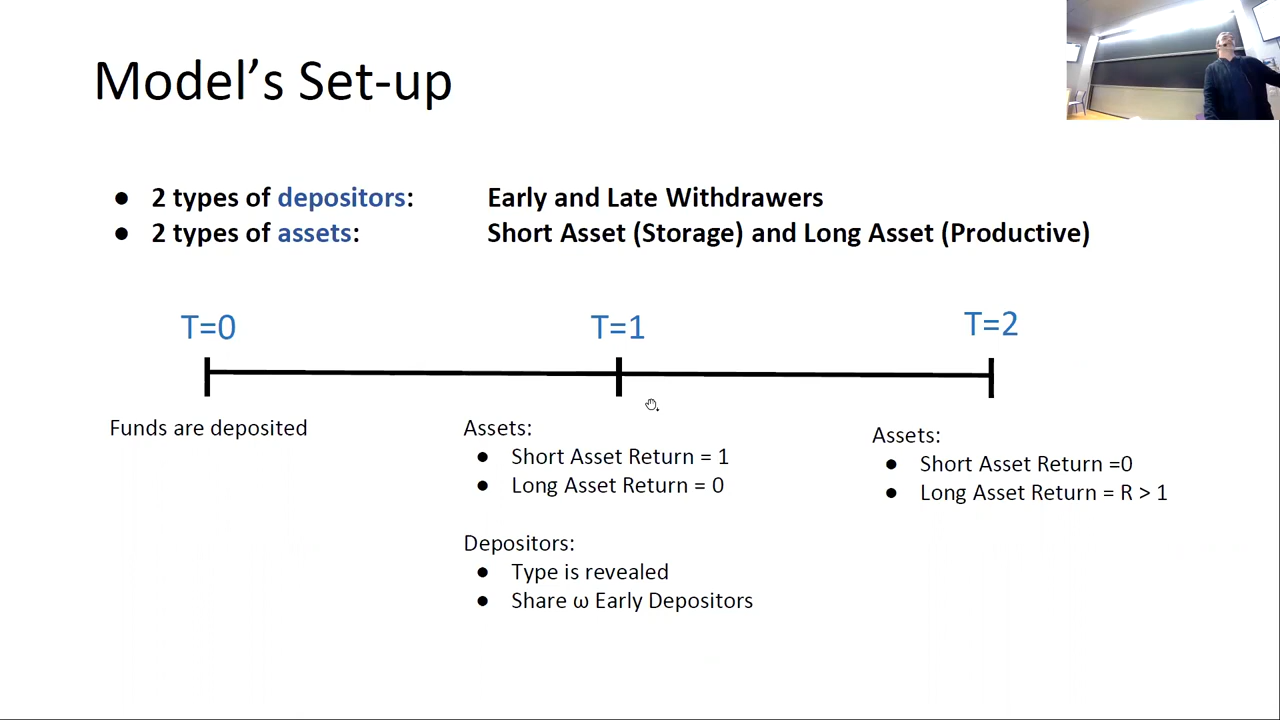 Model’s Set-up
● 2 types of depositors: Early and Late Withdrawers
● 2 types of assets: Short Asset (Storage) and Long Asset (Productive)
T=0
T=1
T=2
Funds are deposited
Assets:
● Short Asset Return = 1
● Long Asset Return = 0
Depositors:
● Type is revealed
● Share ω Early Depositors
Assets:
● Short Asset Return =0
● Long Asset Return = R > 1